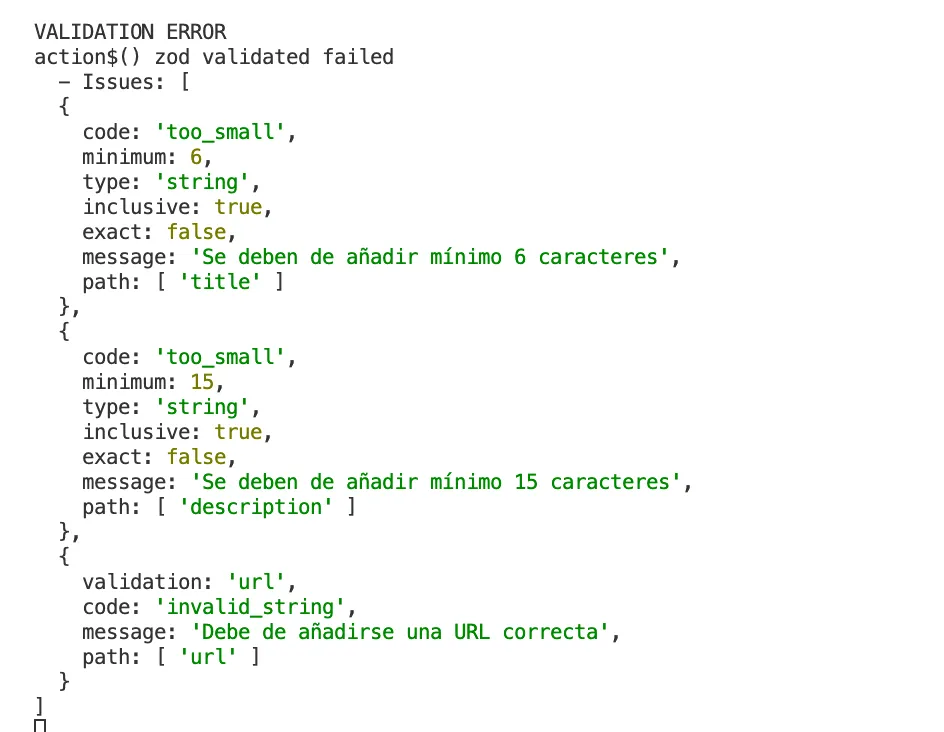 VALIDATION ERROR
action$() zod validated failed
  – Issues: [
  {
    code: 'too_small',
    minimum: 6,
    type: 'string',
    inclusive: true,
    exact: false,
    message: 'Se deben de añadir mínimo 6 caracteres',
    path: [ 'title' ]
  },
  {
    code: 'too_small',
    minimum: 15,
    type: 'string',
    inclusive: true,
    exact: false,
    message: 'Se deben de añadir mínimo 15 caracteres',
    path: [ 'description' ]
  },
  {
    validation: 'url',
    code: 'invalid_string',
    message: 'Debe de añadirse una URL correcta',
    path: [ 'url' ]
  }
]